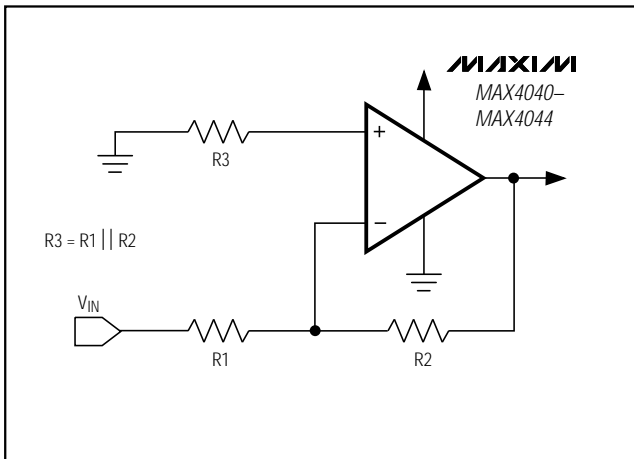 MAXIM
MAX4040–
MAX4044
+
R3
−
R3 = R1 || R2
VIN
R1
R2